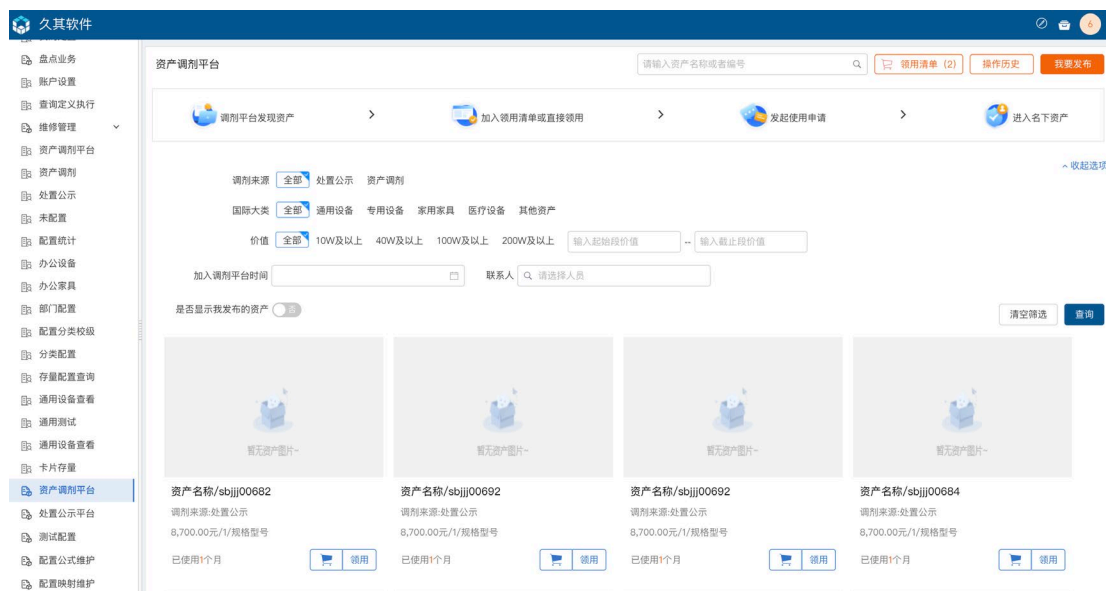 久其软件
6
盘点业务
账户设置
查询定义执行
维修管理
资产调剂平台
资产调剂
处置公示
未配置
配置统计
办公设备
办公家具
部门配置
配置分类校级
分类配置
存量配置查询
通用设备查看
通用测试
通用设备查看
卡片存量
资产调剂平台
处置公示平台
测试配置
配置公式维护
配置映射维护
资产调剂平台 请输入资产名称或者编号 领用清单（2） 操作历史 我要发布
调剂平台发现资产 > 加入领用清单或直接领用 > 发起使用申请 > 进入名下资产
收起选项
调剂来源 全部 处置公示 资产调剂
国际大类 全部 通用设备 专用设备 家用家具 医疗设备 其他资产
价值 全部 10W及以上 40W及以上 100W及以上 200W及以上 输入起始段价值 -- 输入截止段价值
加入调剂平台时间 联系人 请选择人员
是否显示我发布的资产 否
清空筛选 查询
暂无资产图片~ 暂无资产图片~ 暂无资产图片~ 暂无资产图片~
资产名称/sbjjj00682 资产名称/sbjjj00692 资产名称/sbjjj00692 资产名称/sbjjj00684
调剂来源:处置公示 调剂来源:处置公示 调剂来源:处置公示 调剂来源:处置公示
8,700.00元/1/规格型号 8,700.00元/1/规格型号 8,700.00元/1/规格型号 8,700.00元/1/规格型号
已使用1个月 领用 已使用1个月 领用 已使用1个月 领用 已使用1个月 领用